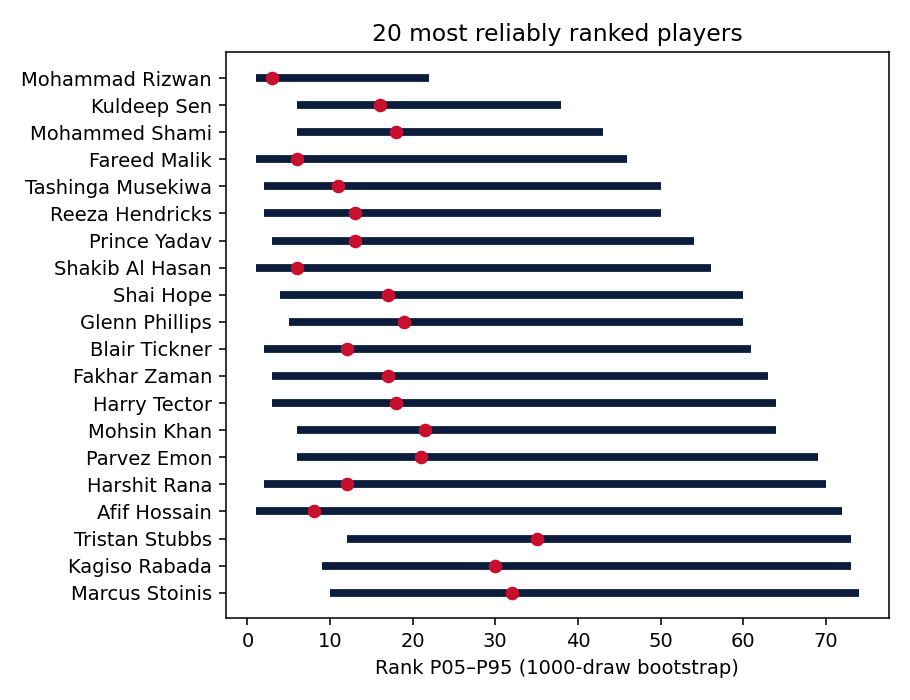 20 most reliably ranked players
Mohammad Rizwan
Kuldeep Sen
Mohammed Shami
Fareed Malik
Tashinga Musekiwa
Reeza Hendricks
Prince Yadav
Shakib Al Hasan
Shai Hope
Glenn Phillips
Blair Tickner
Fakhar Zaman
Harry Tector
Mohsin Khan
Parvez Emon
Harshit Rana
Afif Hossain
Tristan Stubbs
Kagiso Rabada
Marcus Stoinis
0 10 20 30 40 50 60 70
Rank P05–P95 (1000-draw bootstrap)